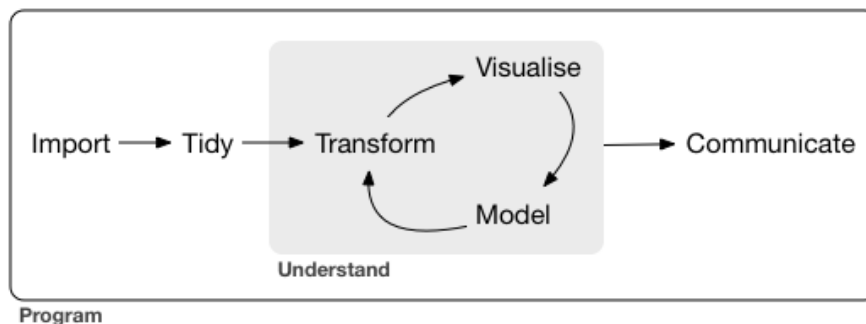 Visualise
Import Tidy Transform Communicate
Model
Understand
Program